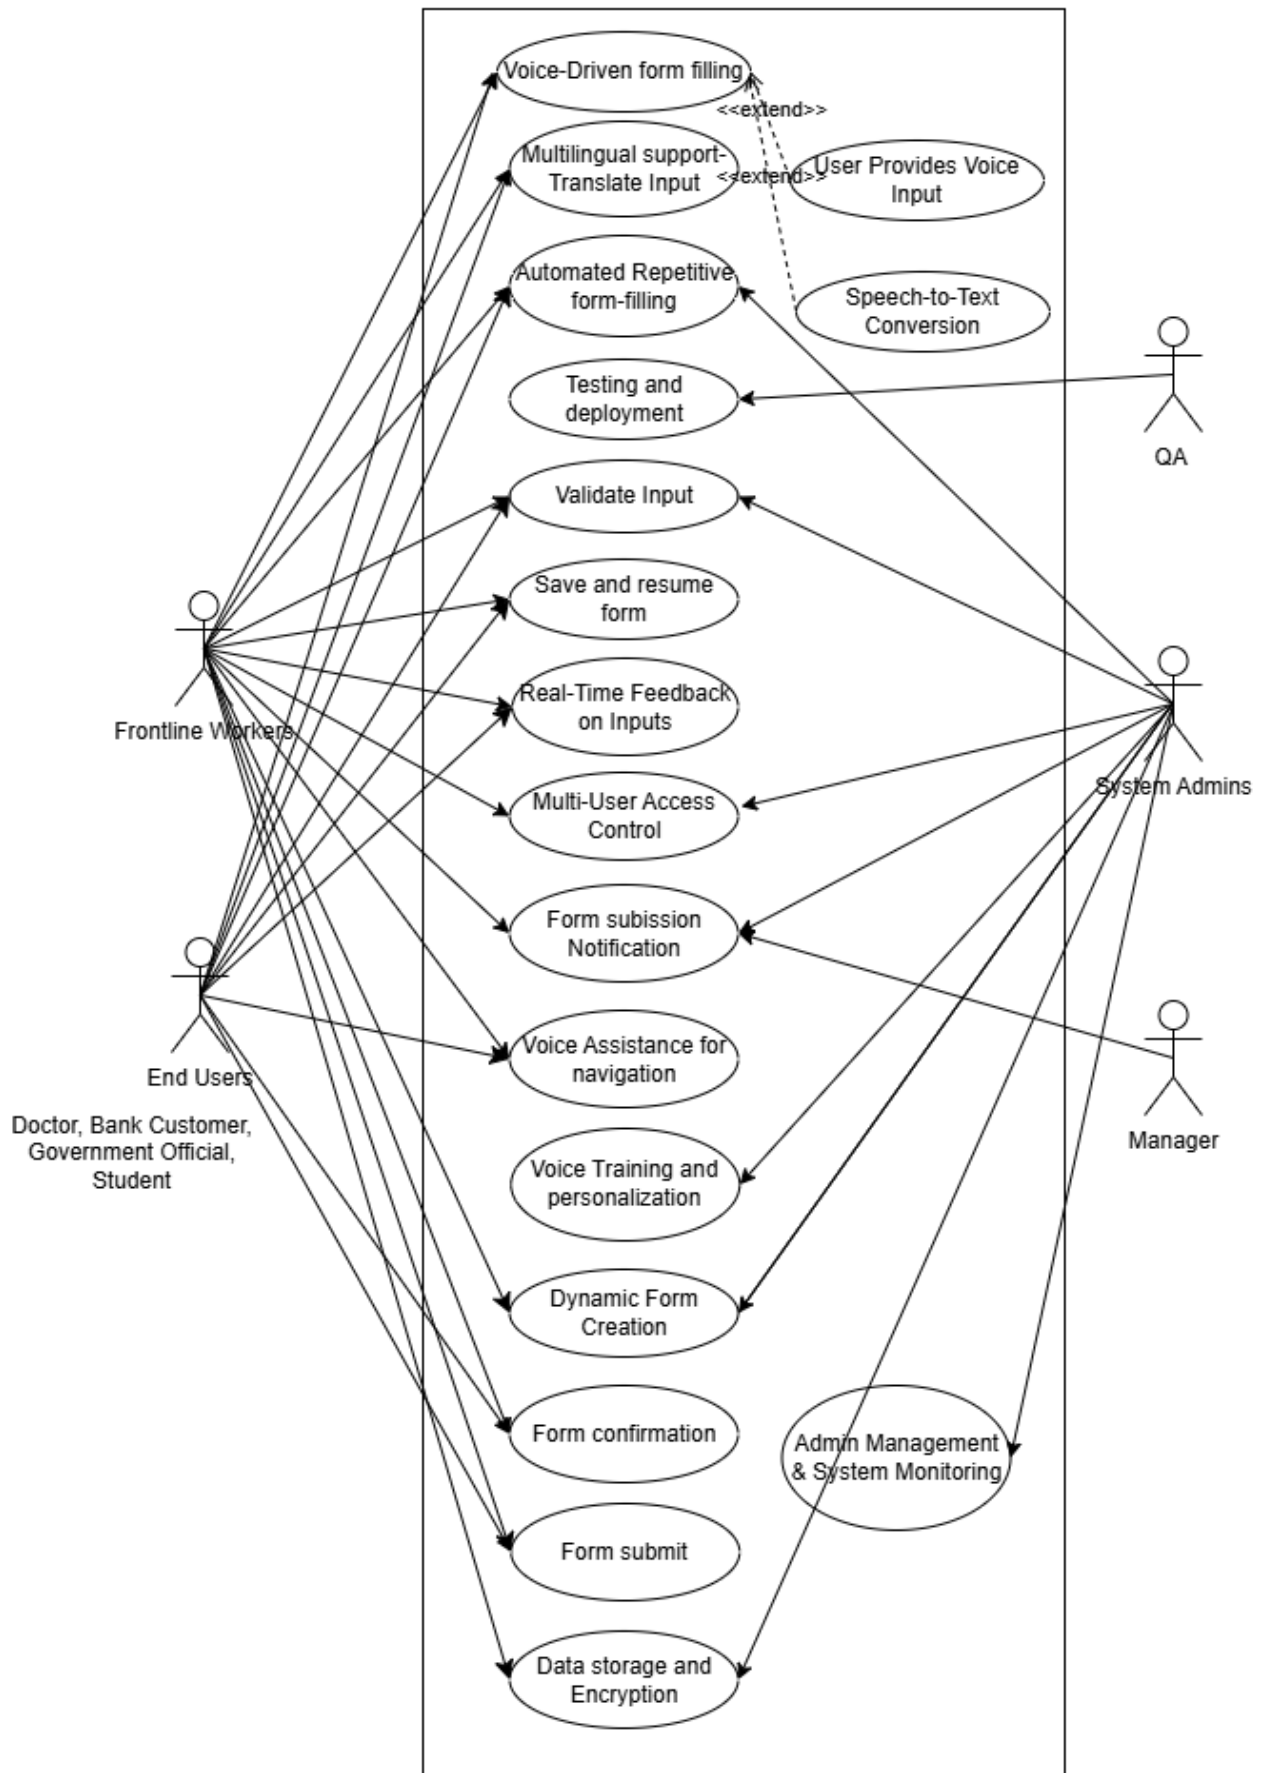 Voice-Driven form filling
<<extend>>
Multilingual support-
Translate Input
<<extend>>
User Provides Voice
Input
Automated Repetitive
form-filling
Speech-to-Text
Conversion
Testing and
deployment
QA
Validate Input
Save and resume
form
Real-Time Feedback
on Inputs
Frontline Workers
Multi-User Access
Control
System Admins
Form subission
Notification
Voice Assistance for
navigation
End Users
Doctor, Bank Customer,
Government Official,
Student
Manager
Voice Training and
personalization
Dynamic Form
Creation
Form confirmation
Admin Management
& System Monitoring
Form submit
Data storage and
Encryption